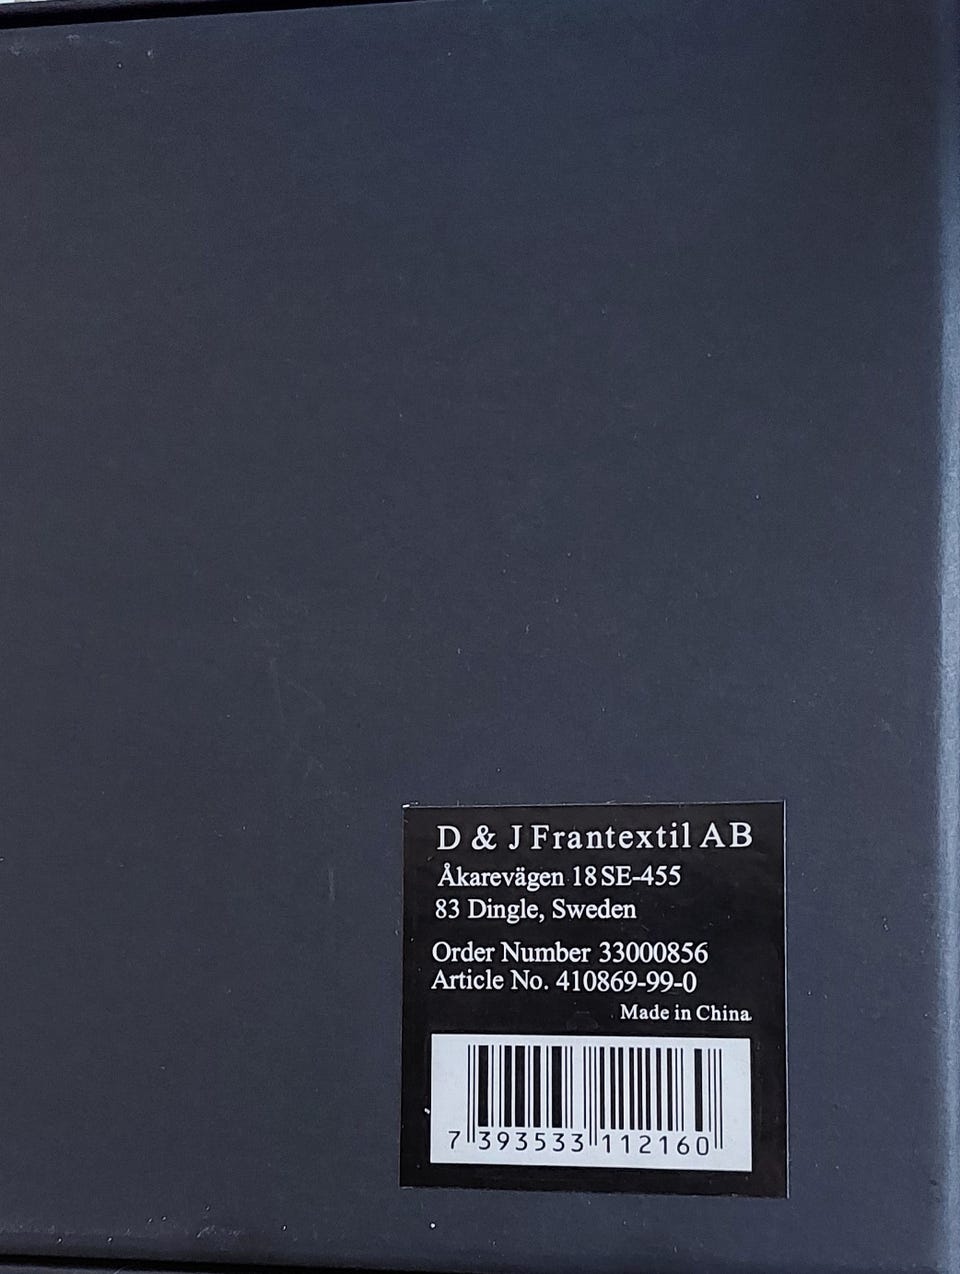 D & J Frantextil AB
Åkarevägen 18 SE-455
83 Dingle, Sweden
Order Number 33000856
Article No. 410869-99-0
Made in China
7 393533 112160